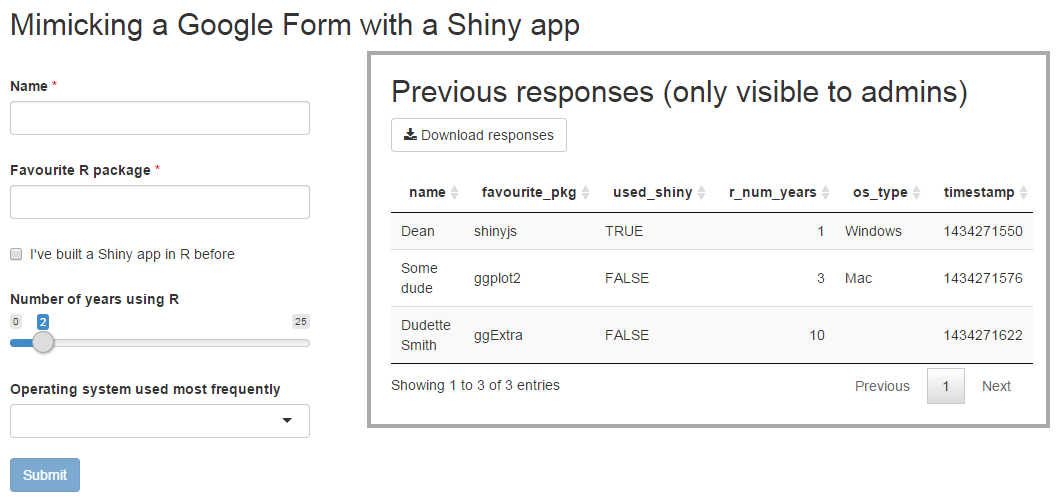 Mimicking a Google Form with a Shiny app
Name *
Favourite R package *
I've built a Shiny app in R before
Number of years using R
0 2 25
Operating system used most frequently
Submit
Previous responses (only visible to admins)
Download responses
name favourite_pkg used_shiny r_num_years os_type timestamp
Dean shinyjs TRUE 1 Windows 1434271550
Some
dude ggplot2 FALSE 3 Mac 1434271576
Dudette
Smith ggExtra FALSE 10 1434271622
Showing 1 to 3 of 3 entries Previous 1 Next